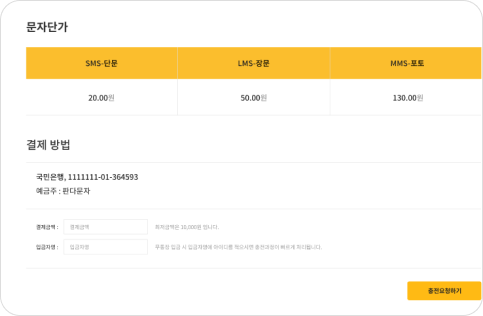 문자단가
SMS-단문 LMS-장문 MMS-포토
20.00원 50.00원 130.00원
결제 방법
국민은행, 1111111-01-364593
예금주 : 판다문자
결제금액 : 결제금액 최저금액은 10,000원 입니다.
입금자명 : 입금자명 무통장 입금 시 입금자명에 아이디를 적으시면 충전요청이 빠르게 처리됩니다.
충전요청하기